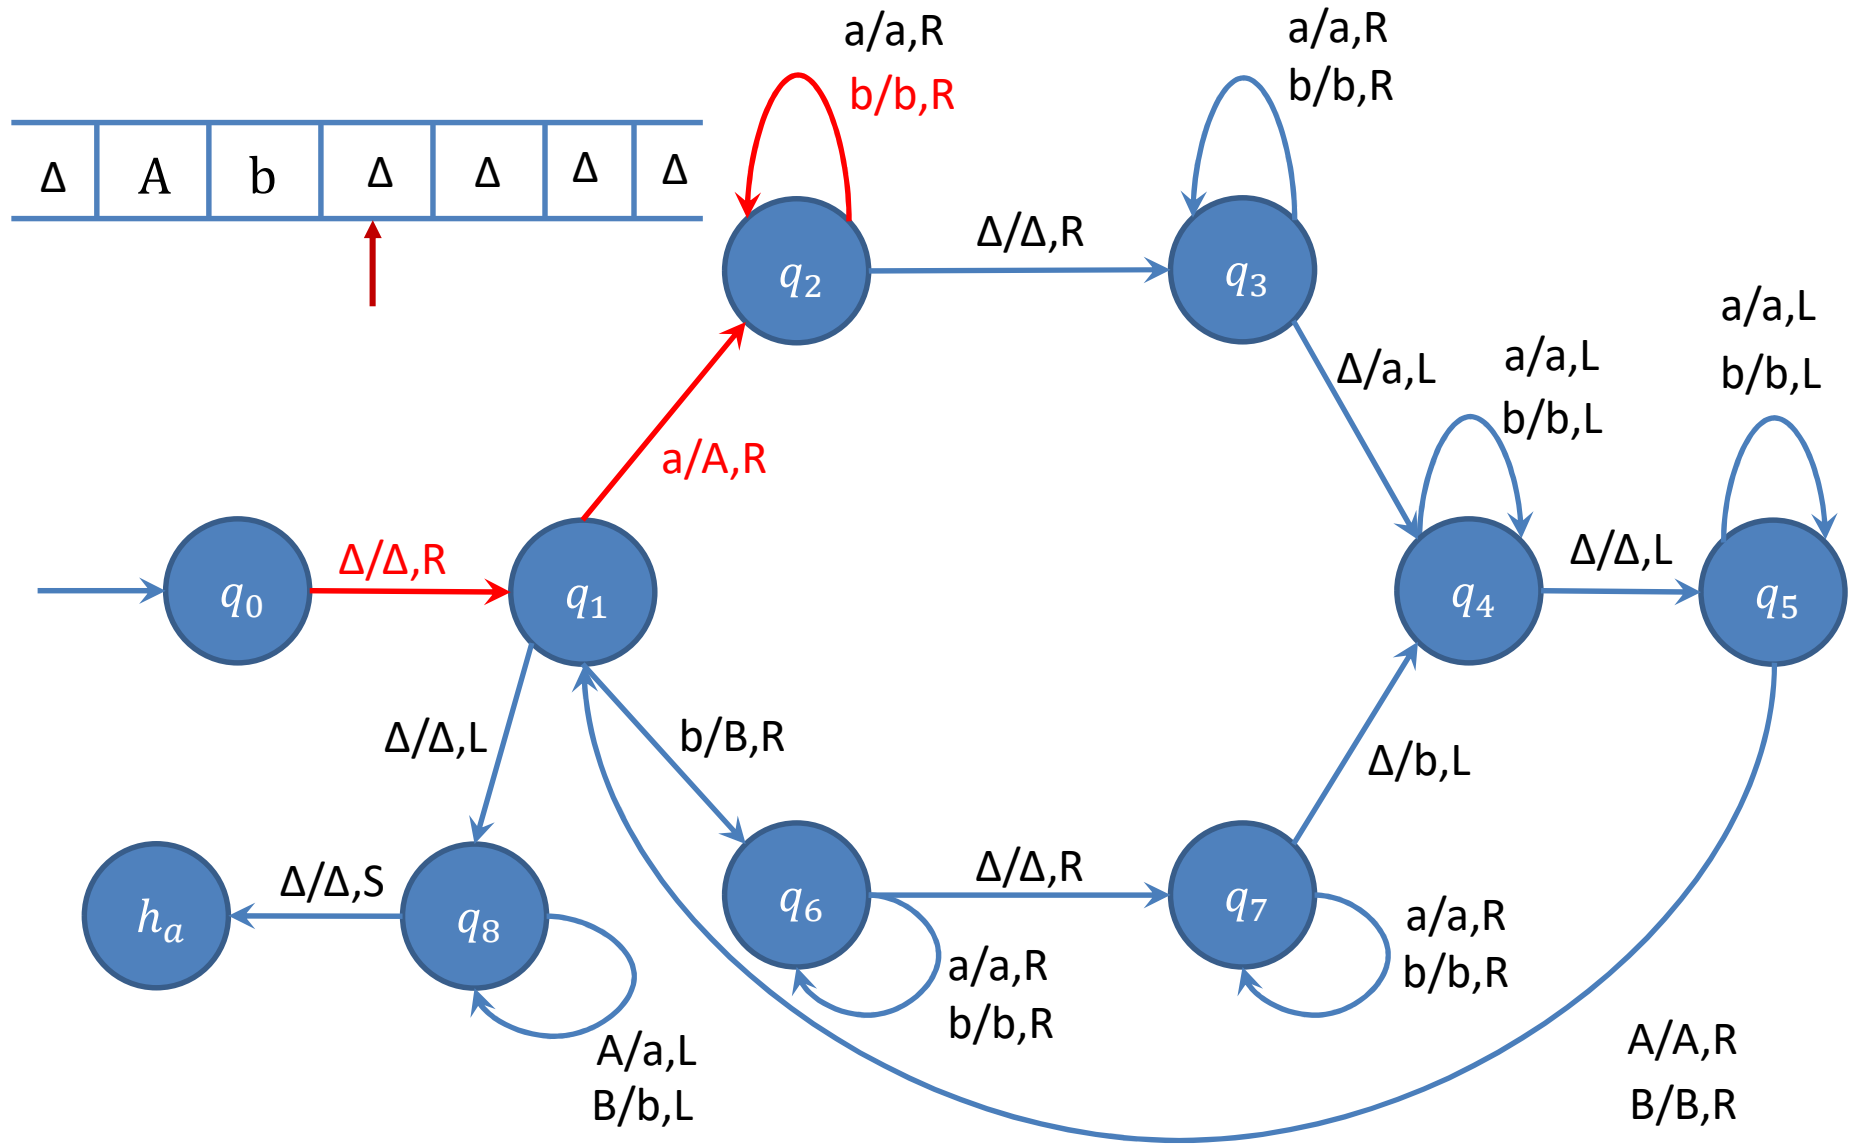 a/a,R
b/b,R
a/a,R
b/b,R
Δ A b Δ Δ Δ Δ
q2
Δ/Δ,R
q3
a/a,L
b/b,L
Δ/a,L
a/a,L
b/b,L
a/A,R
q0
Δ/Δ,R
q1
q4
Δ/Δ,L
q5
Δ/Δ,L
b/B,R
Δ/b,L
ha
Δ/Δ,S
q8
q6
Δ/Δ,R
q7
a/a,R
b/b,R
a/a,R
b/b,R
A/a,L
B/b,L
A/A,R
B/B,R